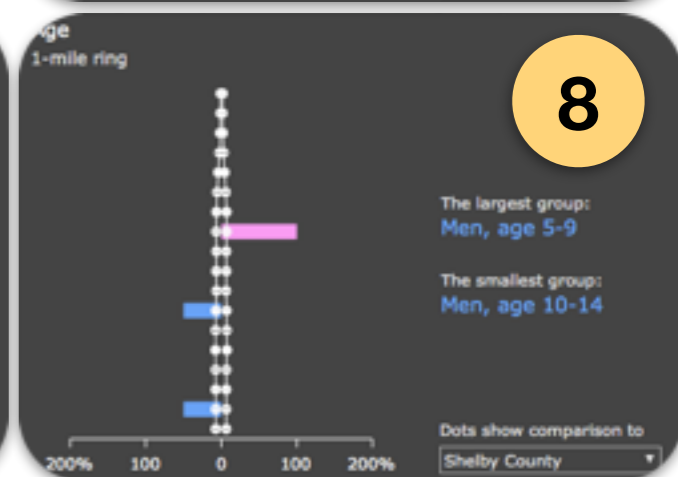 Age
1-mile ring
8
The largest group:
Men, age 5-9
The smallest group:
Men, age 10-14
Dots show comparison to
Shelby County
200% 100 0 100 200%